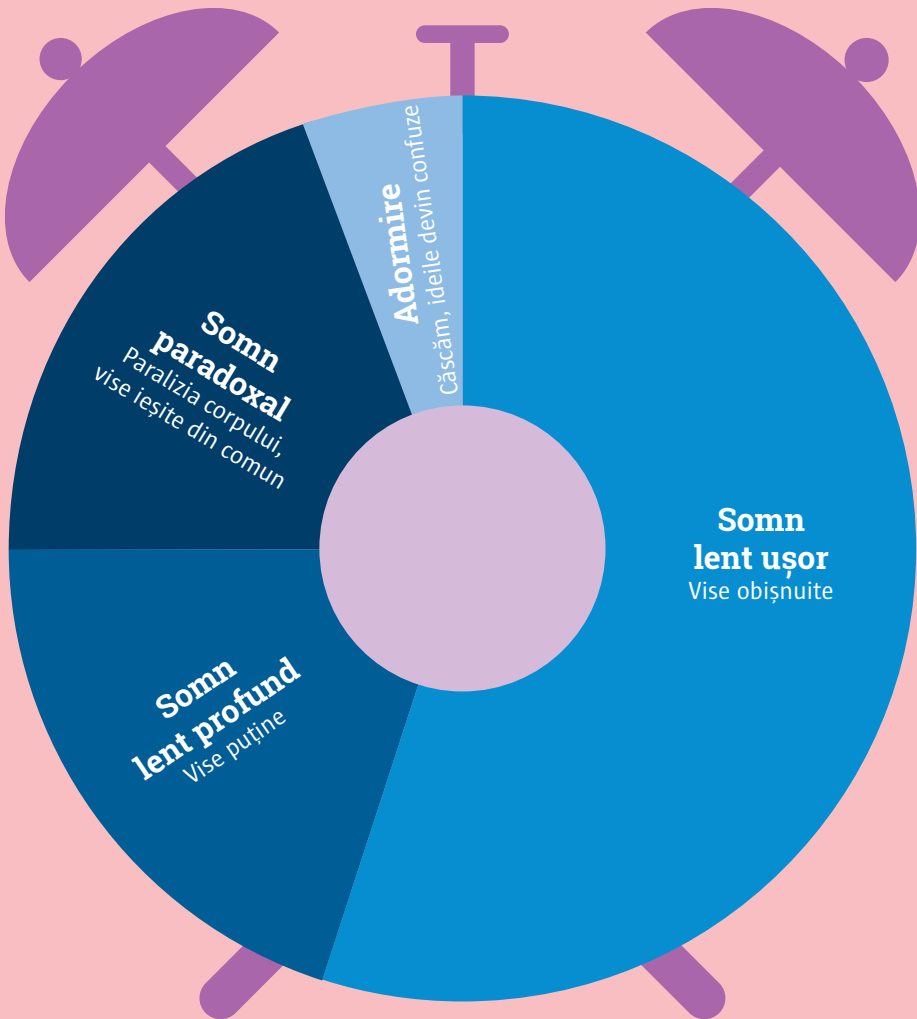 Adormire
Căscăm, ideile devin confuze
Somn
paradoxal
Paralizia corpului,
vise ieșite din comun
Somn
lent ușor
Vise obișnuite
Somn
lent profund
Vise puține